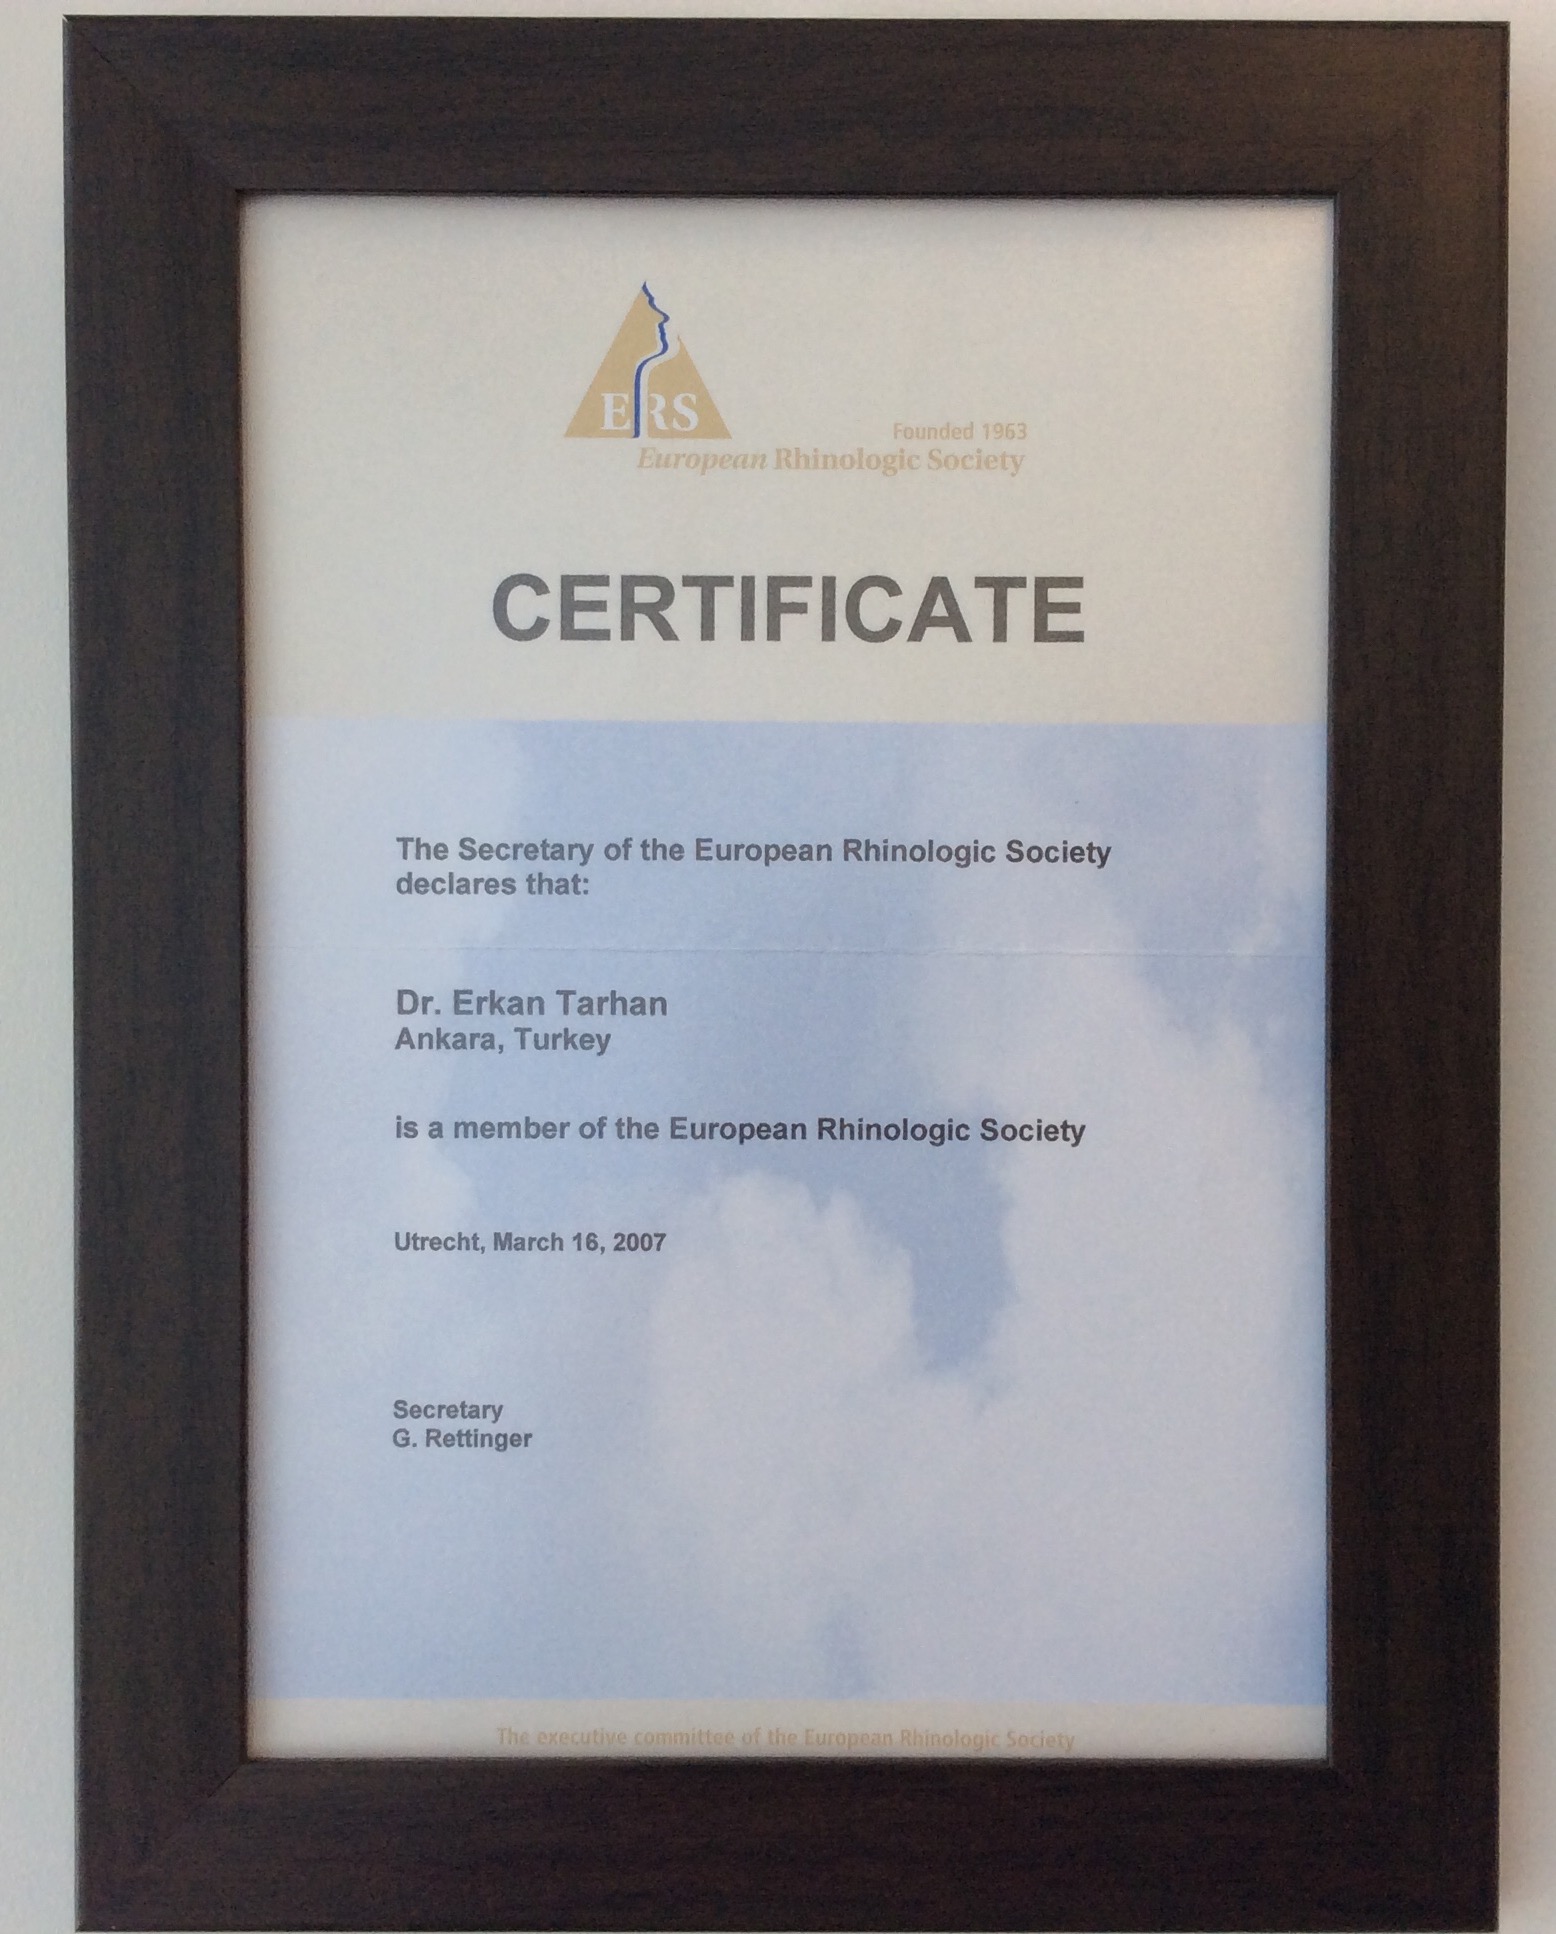 ERS
Founded 1963
European Rhinologic Society
CERTIFICATE
The Secretary of the European Rhinologic Society
declares that:
Dr. Erkan Tarhan
Ankara, Turkey
is a member of the European Rhinologic Society
Utrecht, March 16, 2007
Secretary
G. Rettinger
The executive committee of the European Rhinologic Society